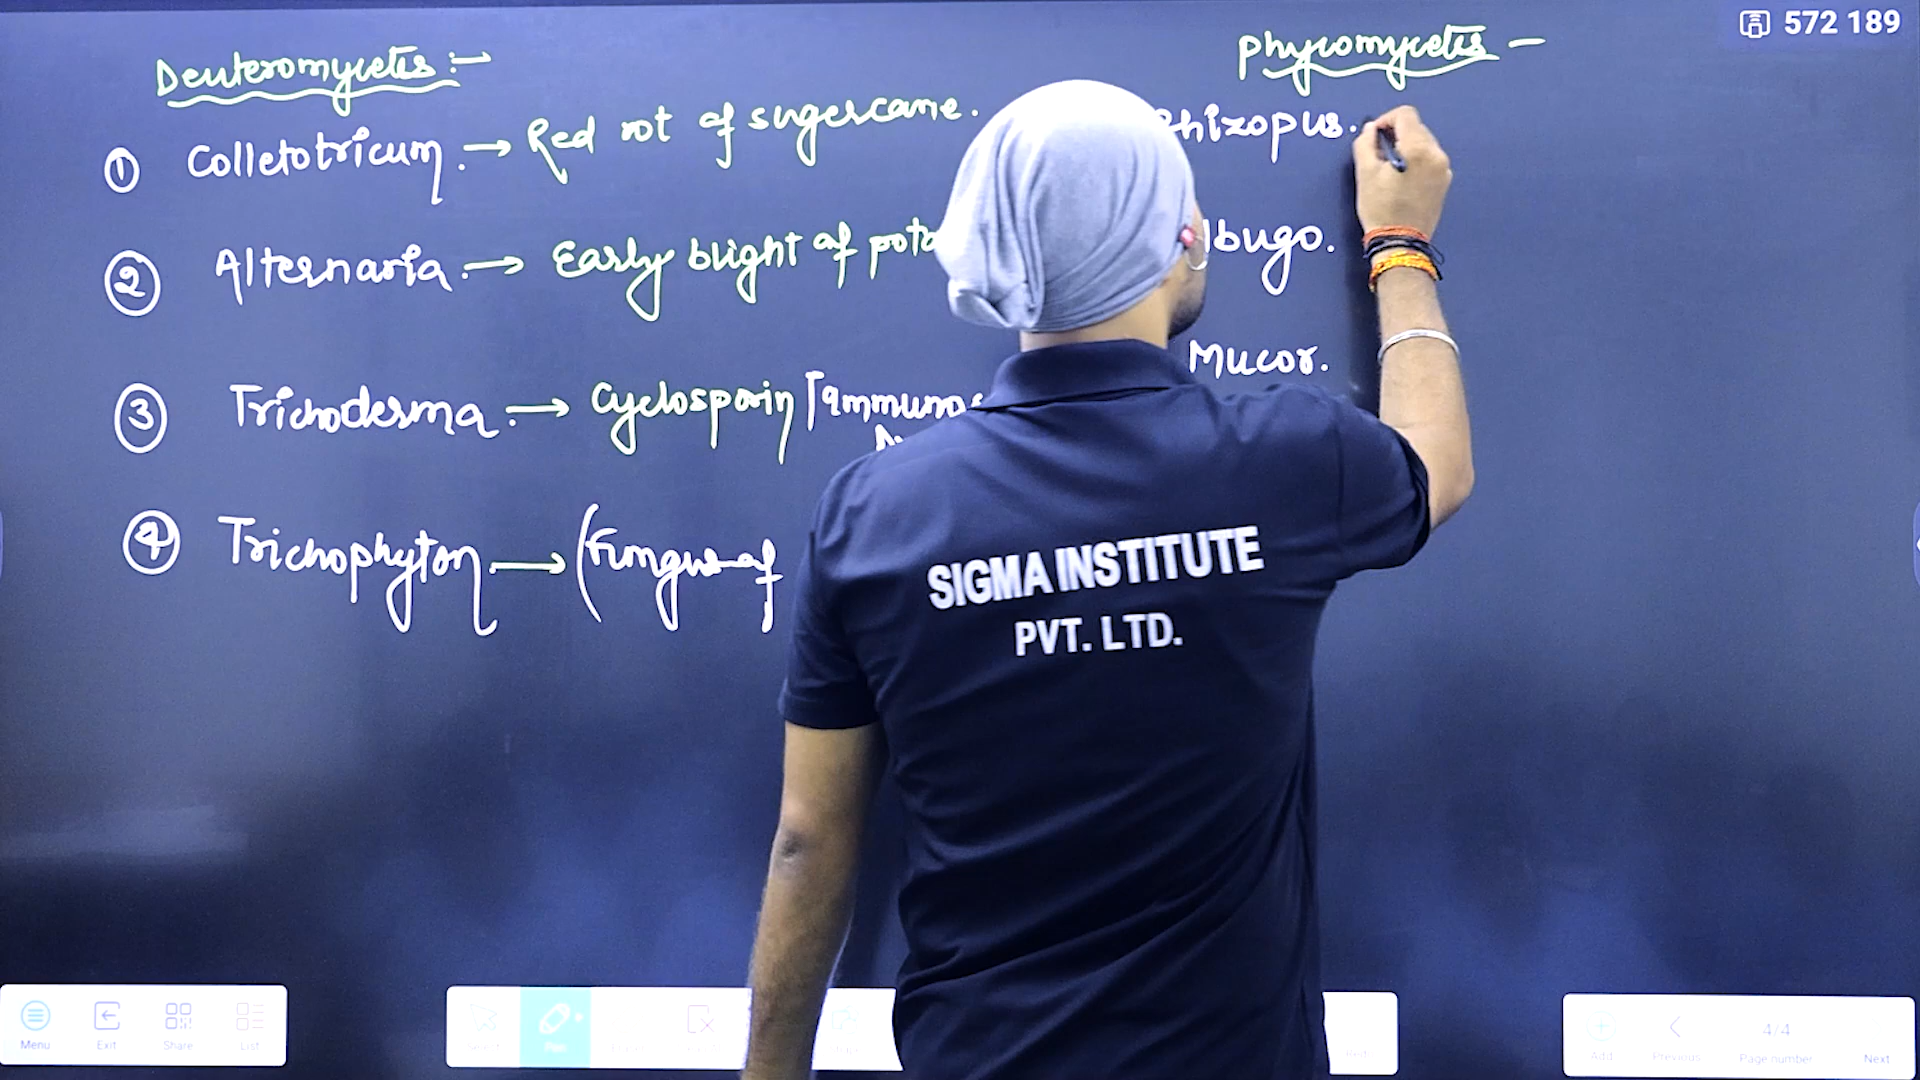 572 189
Deuteromycetes :-
Phycomycetes -
① Colletotricum. → Red rot of sugercane.
hizopus.
② Alternaria. → Early blight of pota
lbugo.
③ Trichoderma. → Cyclosporin [immuno
Mucor.
④ Trichophyton. → (Fungus of
SIGMA INSTITUTE
PVT. LTD.
Menu Exit Share List
Add Previous 4/4 Page number Next